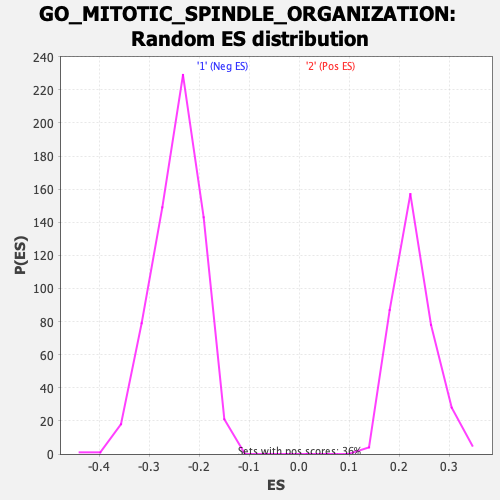 GO_MITOTIC_SPINDLE_ORGANIZATION:
Random ES distribution
'1' (Neg ES)
'2' (Pos ES)
240
220
200
180
160
140
120
100
80
60
40
20
0
P(ES)
Sets with pos scores: 36%
-0.4 -0.3 -0.2 -0.1 0.0 0.1 0.2 0.3
ES